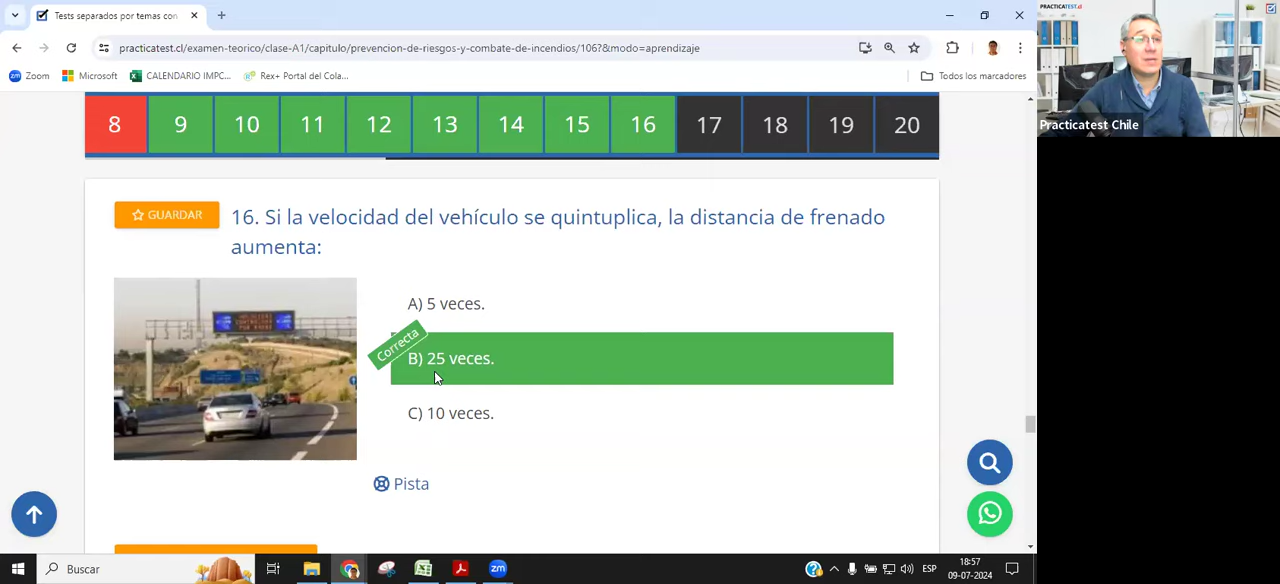 Tests separados por temas con
practicatest.cl/examen-teorico/clase-A1/capitulo/prevencion-de-riesgos-y-combate-de-incendios/106?&modo=aprendizaje
Zoom
Microsoft
CALENDARIO IMPC...
Rex+ Portal del Cola...
Todos los marcadores
PRACTICATEST.cl
Practicatest Chile
8
9
10
11
12
13
14
15
16
17
18
19
20
GUARDAR
16. Si la velocidad del vehículo se quintuplica, la distancia de frenado
aumenta:
A) 5 veces.
Correcta
B) 25 veces.
C) 10 veces.
Pista
Buscar
zm
ESP
18:57
09-07-2024